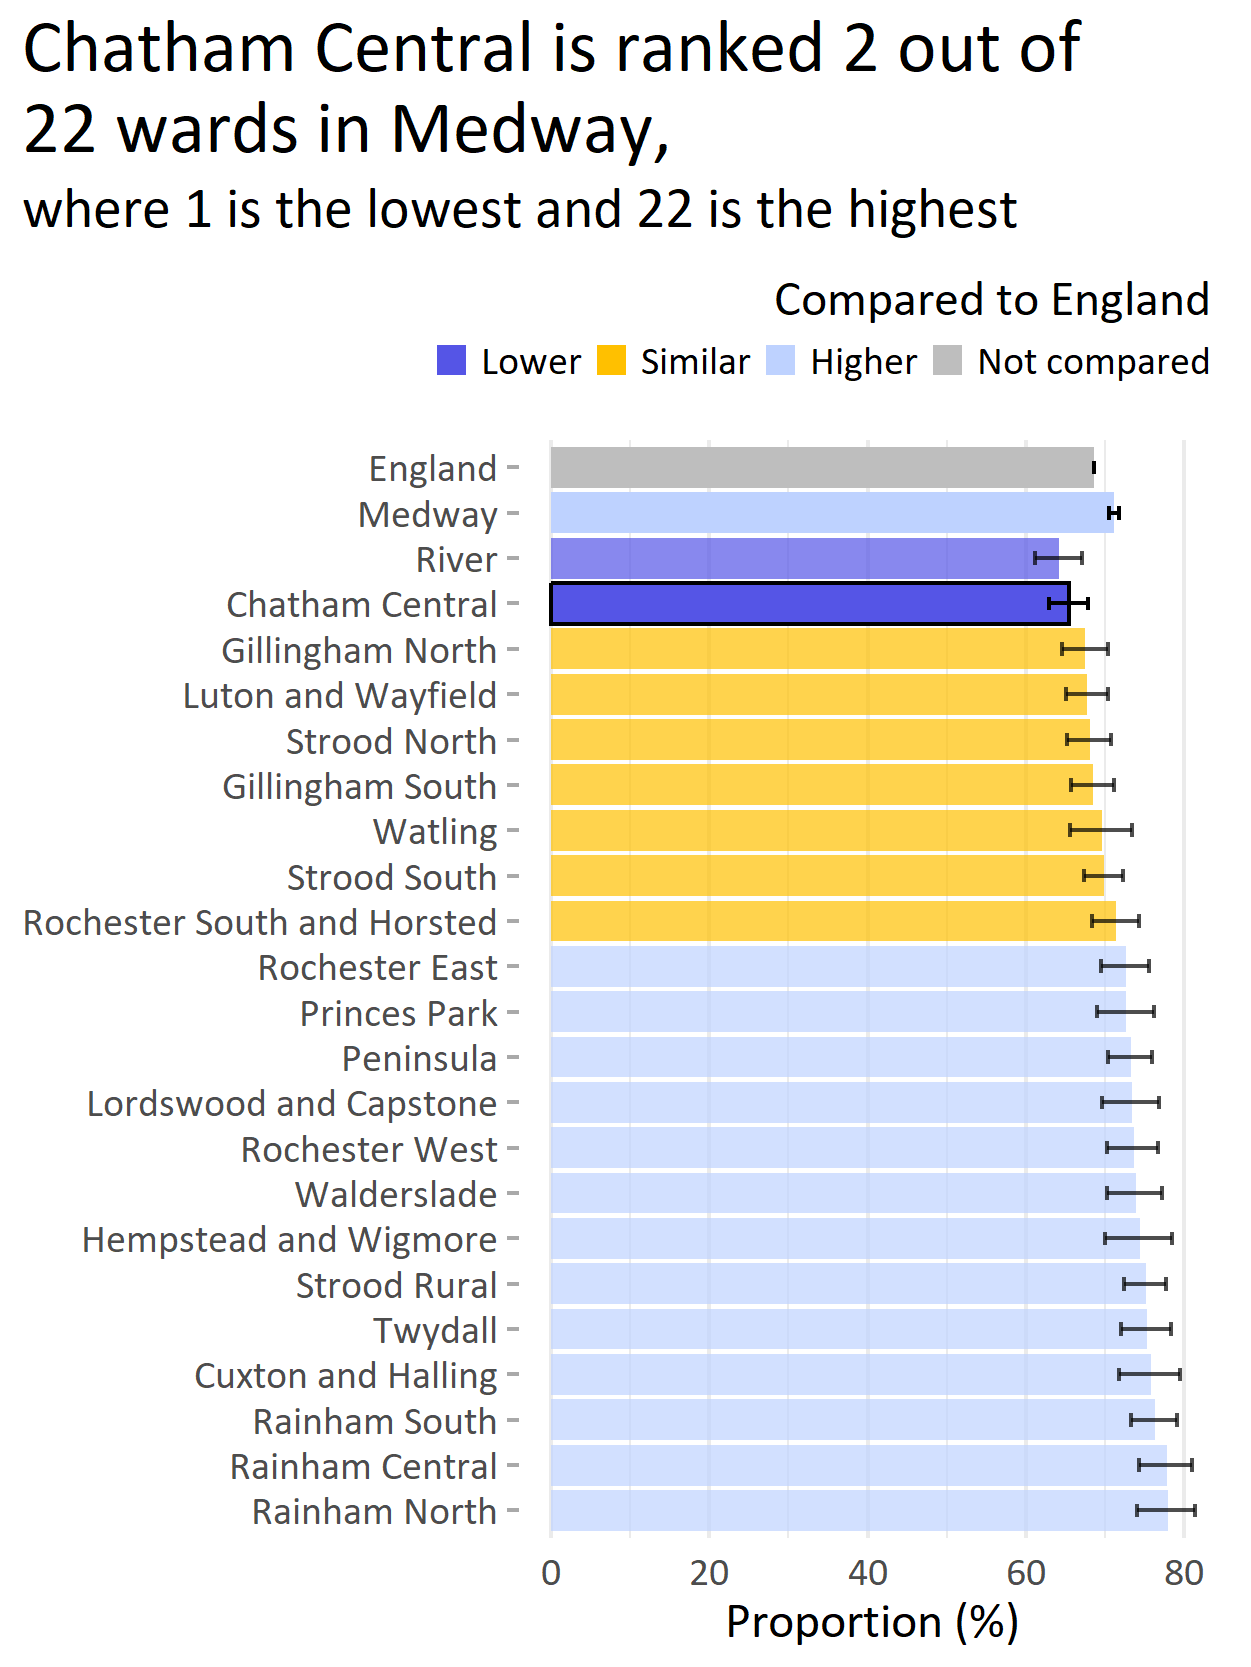 Chatham Central is ranked 2 out of
22 wards in Medway,
where 1 is the lowest and 22 is the highest
Compared to England
Lower Similar Higher Not compared
England
Medway
River
Chatham Central
Gillingham North
Luton and Wayfield
Strood North
Gillingham South
Watling
Strood South
Rochester South and Horsted
Rochester East
Princes Park
Peninsula
Lordswood and Capstone
Rochester West
Walderslade
Hempstead and Wigmore
Strood Rural
Twydall
Cuxton and Halling
Rainham South
Rainham Central
Rainham North
0 20 40 60 80
Proportion (%)